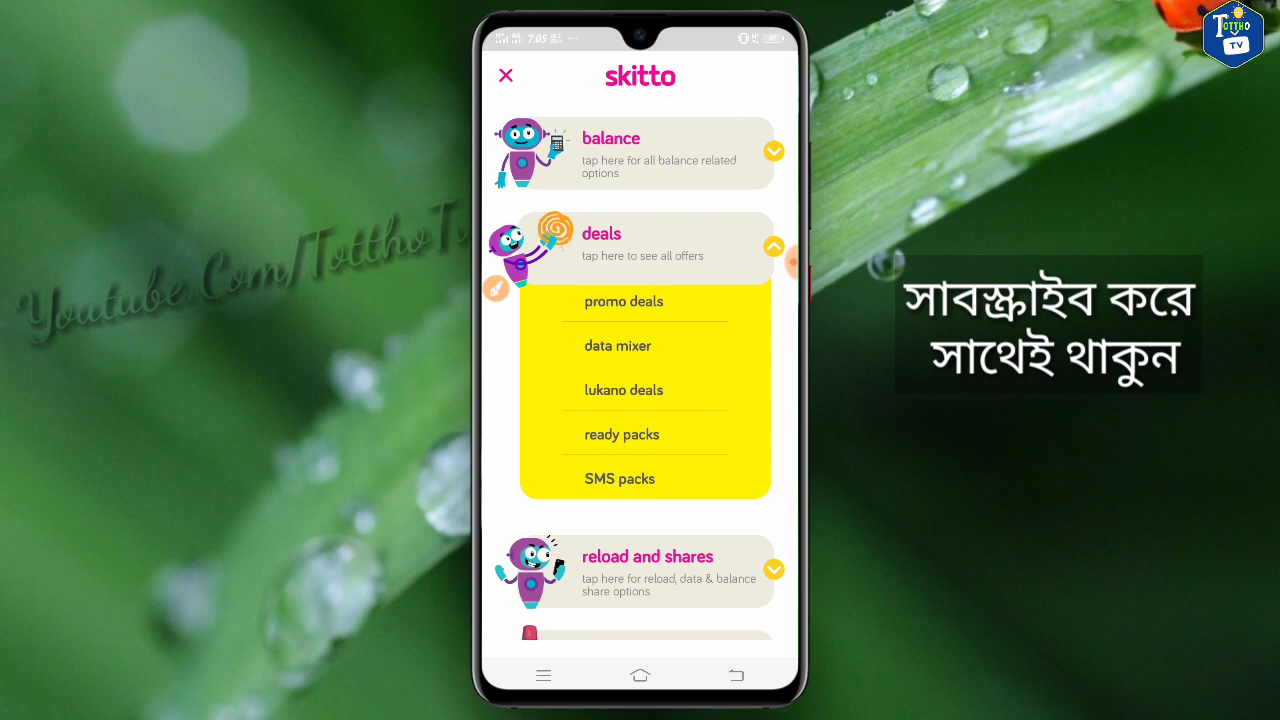 TOTTHO
TV
7:05
skitto
balance
tap here for all balance related
options
deals
tap here to see all offers
promo deals
data mixer
lukano deals
ready packs
SMS packs
reload and shares
tap here for reload, data & balance
share options
Youtube.Com/TotthoT
সাবস্ক্রাইব করে
সাথেই থাকুন